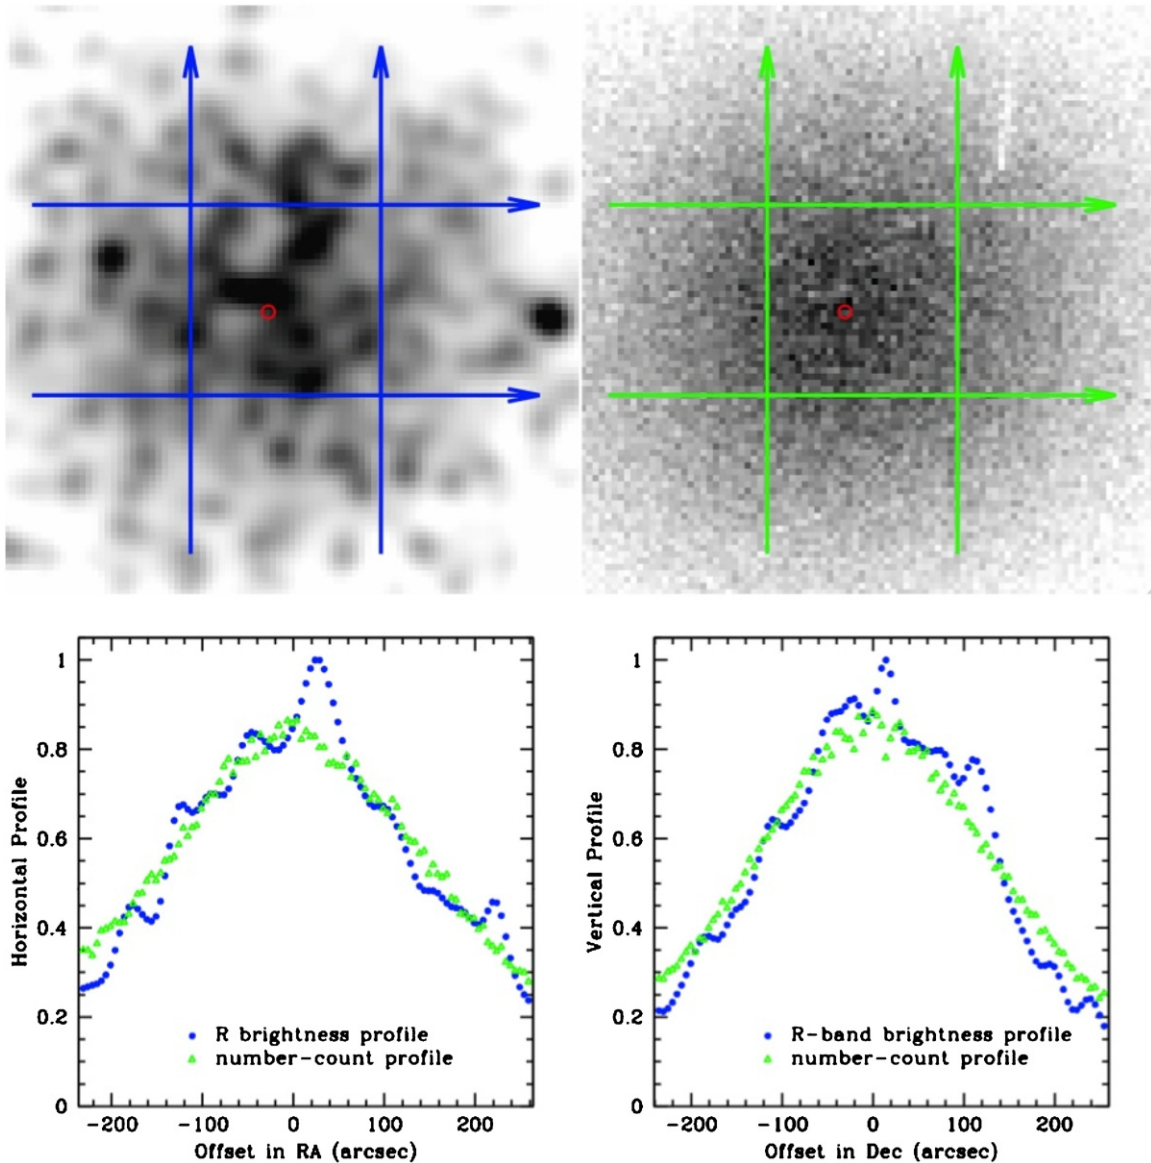 Horizontal Profile
1
0.8
0.6
0.4
0.2
0
R brightness profile
number-count profile
-200
-100
0
100
200
Offset in RA (arcsec)
Vertical Profile
1
0.8
0.6
0.4
0.2
0
R-band brightness profile
number-count profile
-200
-100
0
100
200
Offset in Dec (arcsec)